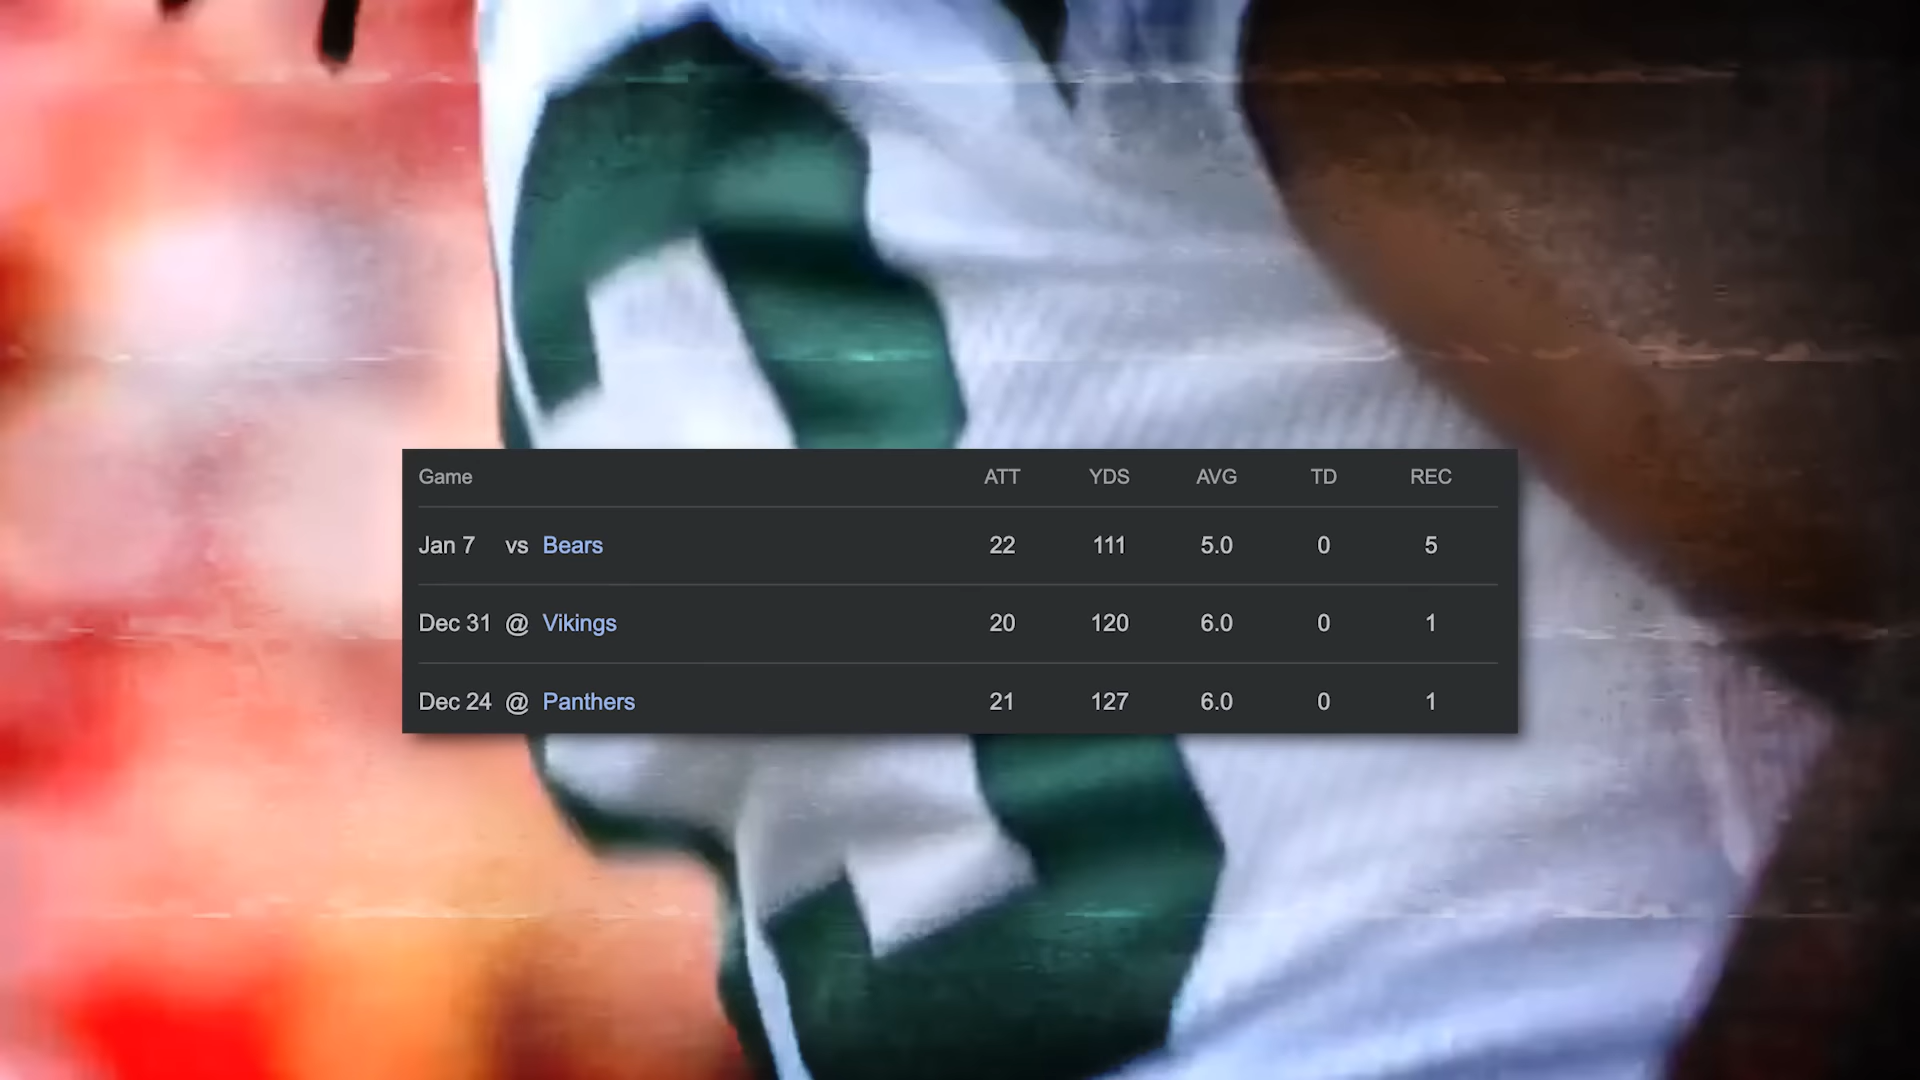 Game ATT YDS AVG TD REC
Jan 7 vs Bears 22 111 5.0 0 5
Dec 31 @ Vikings 20 120 6.0 0 1
Dec 24 @ Panthers 21 127 6.0 0 1